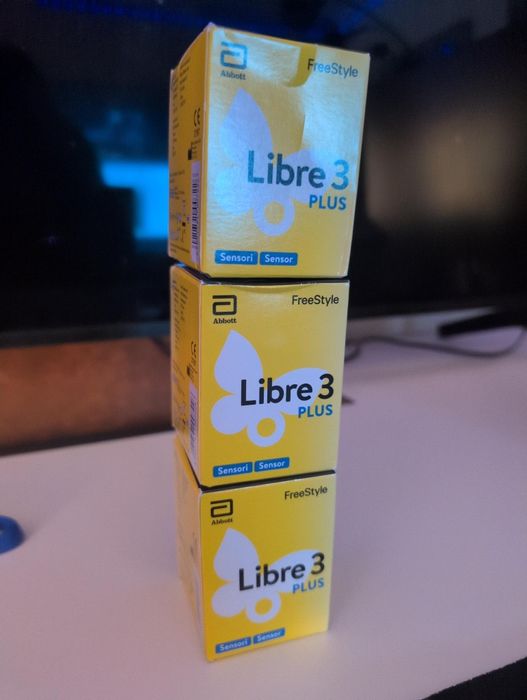 Abbott
FreeStyle
Libre 3
PLUS
Sensori Sensor
Abbott
FreeStyle
Libre 3
PLUS
Sensori Sensor
Abbott
FreeStyle
Libre 3
PLUS
Sensori Sensor